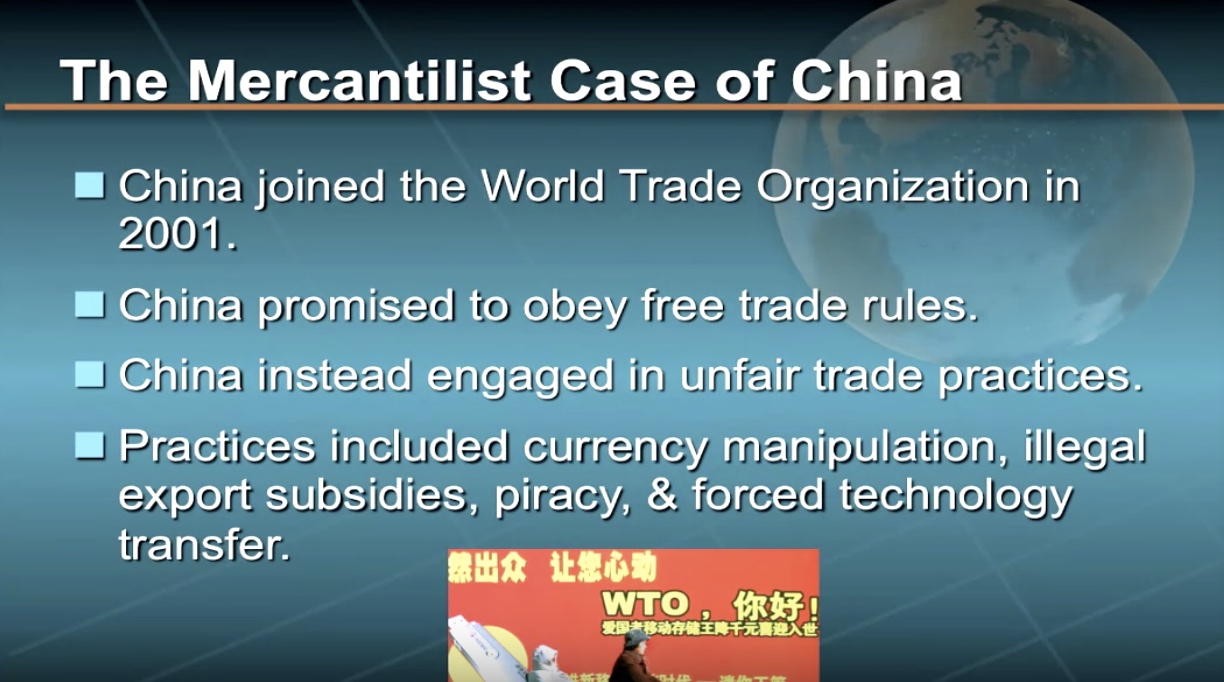 The Mercantilist Case of China
China joined the World Trade Organization in
2001.
China promised to obey free trade rules.
China instead engaged in unfair trade practices.
Practices included currency manipulation, illegal
export subsidies, piracy, & forced technology
transfer.
然出众 让您心动
WTO，你好!
爱国者移动存储王降千元喜迎入世